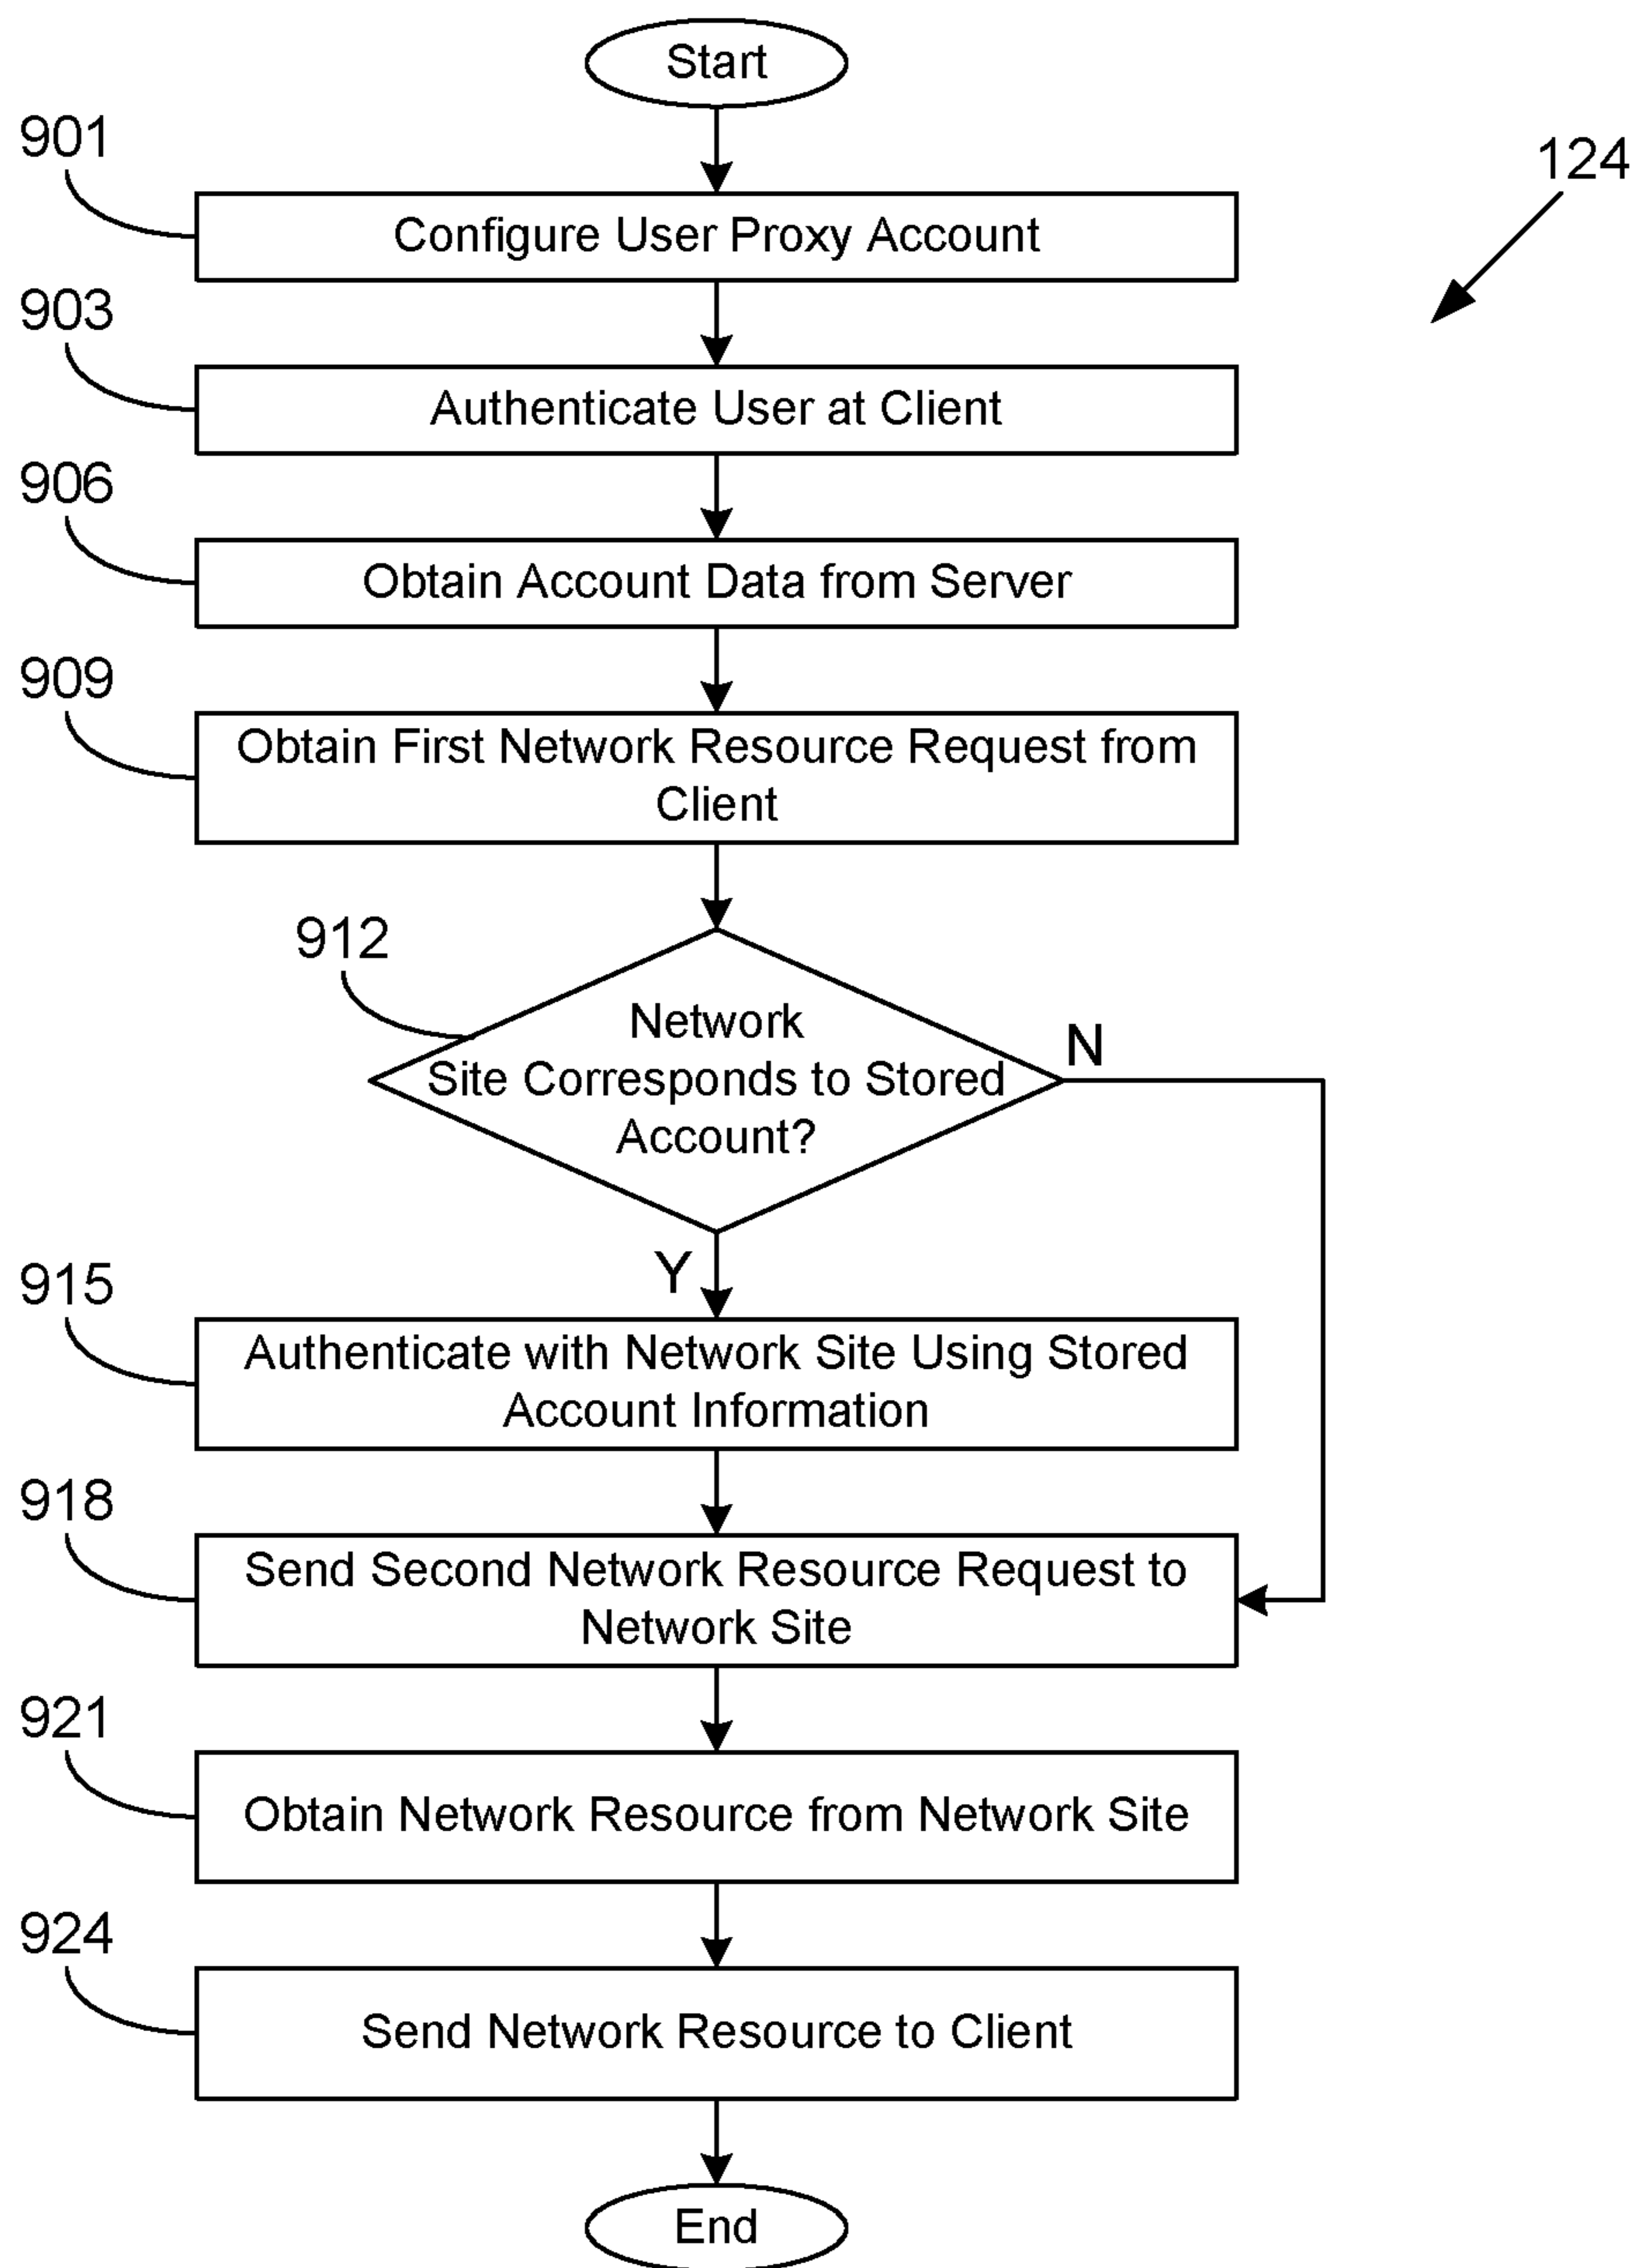 Start
901
124
Configure User Proxy Account
903
Authenticate User at Client
906
Obtain Account Data from Server
909
Obtain First Network Resource Request from
Client
912
Network
Site Corresponds to Stored
Account?
N
Y
915
Authenticate with Network Site Using Stored
Account Information
918
Send Second Network Resource Request to
Network Site
921
Obtain Network Resource from Network Site
924
Send Network Resource to Client
End